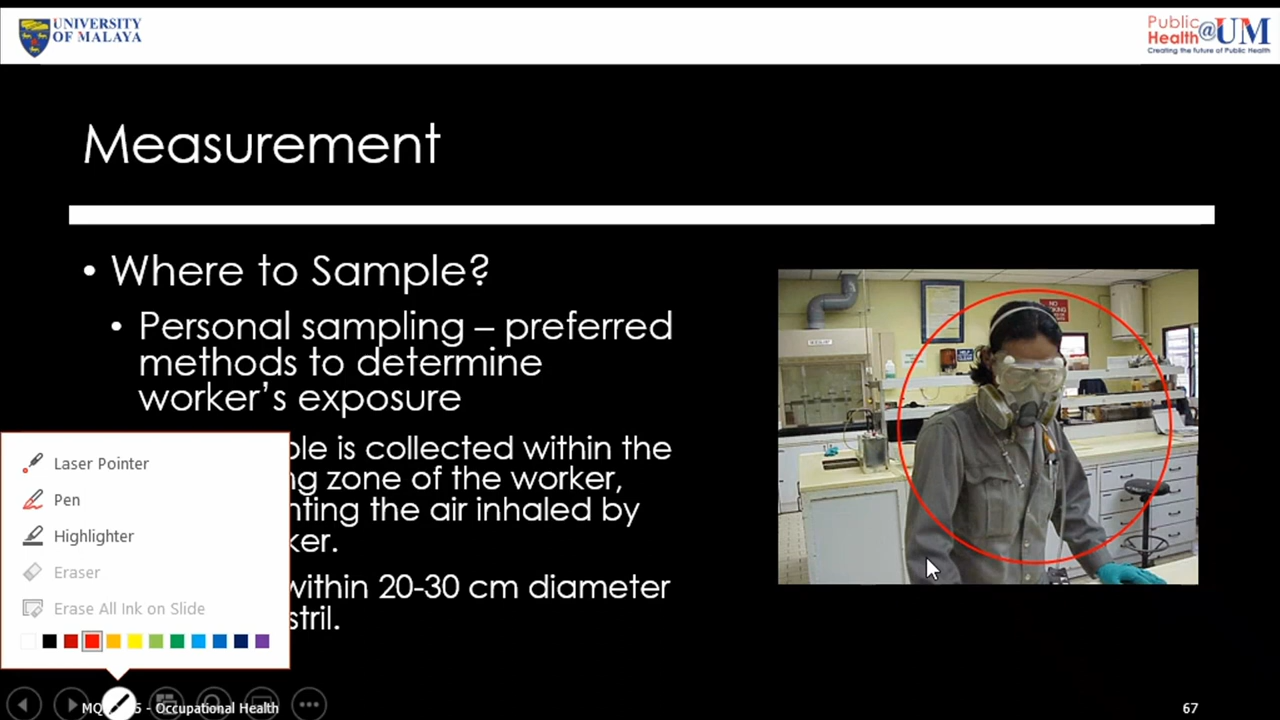 UNIVERSITY
OF MALAYA
Public
Health@UM
Creating the future of Public Health
Measurement
• Where to Sample?
• Personal sampling – preferred
methods to determine
worker's exposure
ple is collected within the
ng zone of the worker,
nting the air inhaled by
ker.
within 20-30 cm diameter
stril.
Laser Pointer
Pen
Highlighter
Eraser
Erase All Ink on Slide
MQ 5 - Occupational Health
67